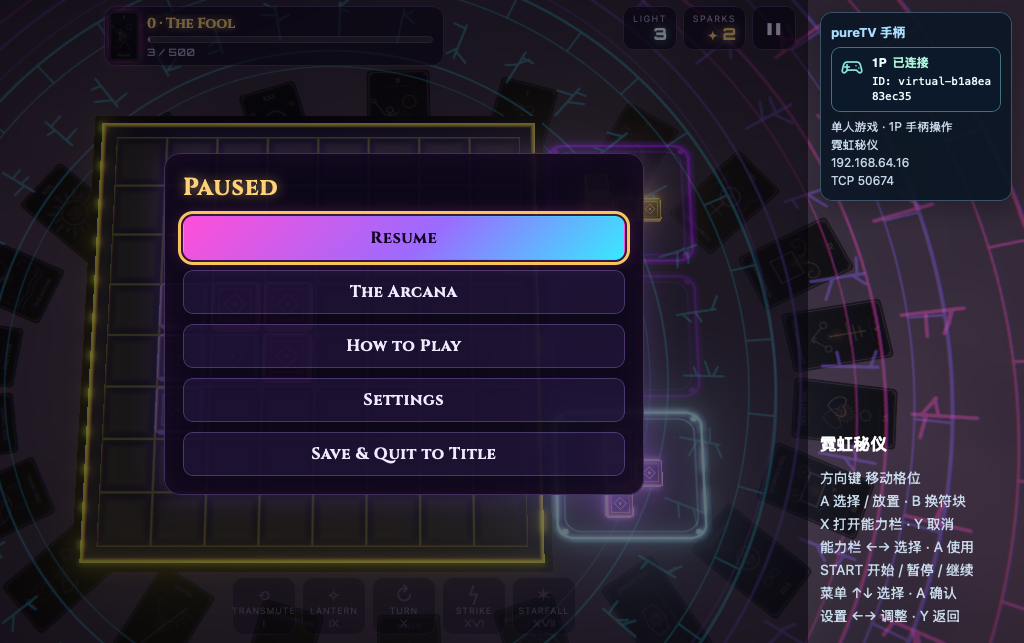 0 · The Fool
3 / 500
LIGHT
3
SPARKS
2
Paused
Resume
The Arcana
How to Play
Settings
Save & Quit to Title
TRANSMUTE
I
LANTERN
IX
TURN
X
STRIKE
XVI
STARFALL
XVII
pureTV 手柄
1P 已连接
ID: virtual-b1a8ea
83ec35
单人游戏 · 1P 手柄操作
霓虹秘仪
192.168.64.16
TCP 50674
霓虹秘仪
方向键 移动格位
A 选择 / 放置 · B 换符块
X 打开能力栏 · Y 取消
能力栏 ←→ 选择 · A 使用
START 开始 / 暂停 / 继续
菜单 ↑↓ 选择 · A 确认
设置 ←→ 调整 · Y 返回